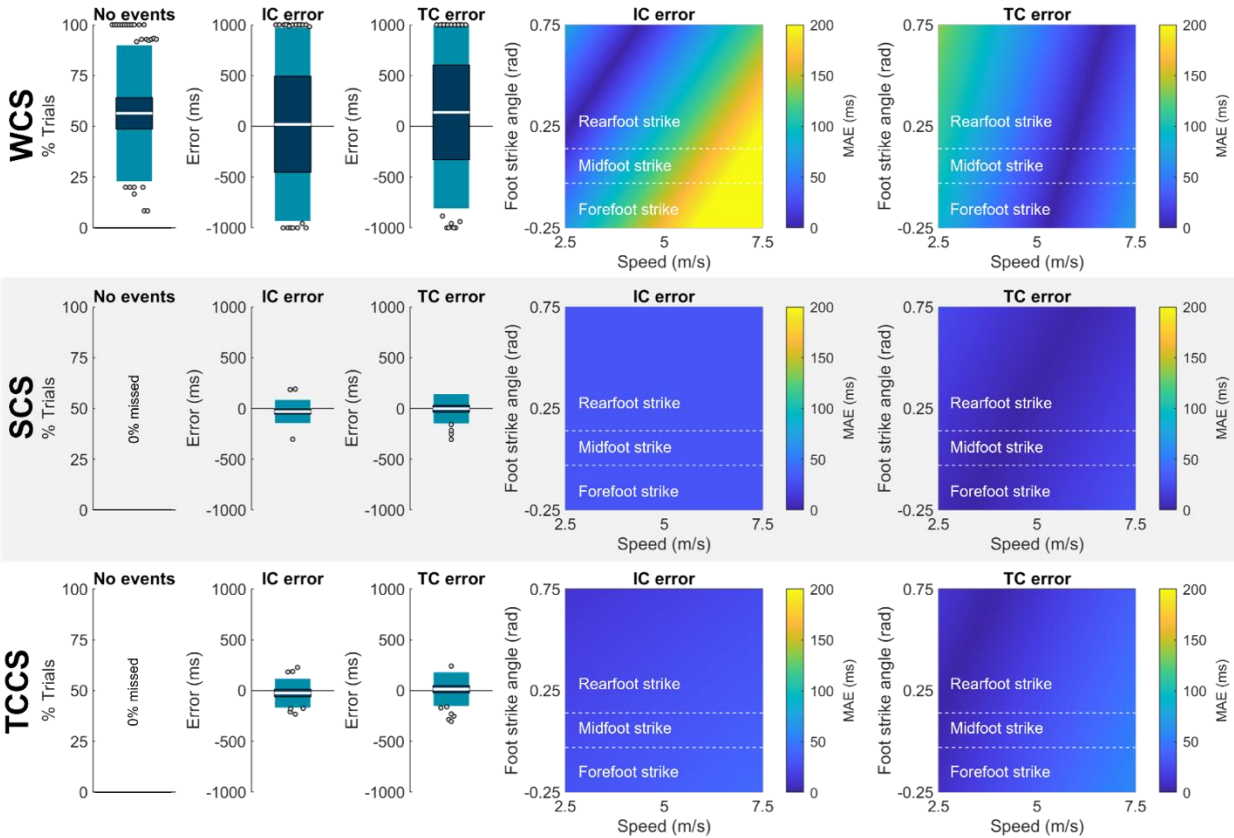 WCS
No events
% Trials
100
75
50
25
0
IC error
Error (ms)
1000
500
0
-500
-1000
TC error
Error (ms)
1000
500
0
-500
-1000
IC error
Foot strike angle (rad)
0.75
0.25
-0.25
Rearfoot strike
Midfoot strike
Forefoot strike
2.5
5
7.5
Speed (m/s)
200
150
100
50
0
MAE (ms)
TC error
Foot strike angle (rad)
0.75
0.25
-0.25
Rearfoot strike
Midfoot strike
Forefoot strike
2.5
5
7.5
Speed (m/s)
200
150
100
50
0
MAE (ms)
SCS
No events
% Trials
100
75
50
25
0
0% missed
IC error
Error (ms)
1000
500
0
-500
-1000
TC error
Error (ms)
1000
500
0
-500
-1000
IC error
Foot strike angle (rad)
0.75
0.25
-0.25
Rearfoot strike
Midfoot strike
Forefoot strike
2.5
5
7.5
Speed (m/s)
200
150
100
50
0
MAE (ms)
TC error
Foot strike angle (rad)
0.75
0.25
-0.25
Rearfoot strike
Midfoot strike
Forefoot strike
2.5
5
7.5
Speed (m/s)
200
150
100
50
0
MAE (ms)
TCCS
No events
% Trials
100
75
50
25
0
0% missed
IC error
Error (ms)
1000
500
0
-500
-1000
TC error
Error (ms)
1000
500
0
-500
-1000
IC error
Foot strike angle (rad)
0.75
0.25
-0.25
Rearfoot strike
Midfoot strike
Forefoot strike
2.5
5
7.5
Speed (m/s)
200
150
100
50
0
MAE (ms)
TC error
Foot strike angle (rad)
0.75
0.25
-0.25
Rearfoot strike
Midfoot strike
Forefoot strike
2.5
5
7.5
Speed (m/s)
200
150
100
50
0
MAE (ms)